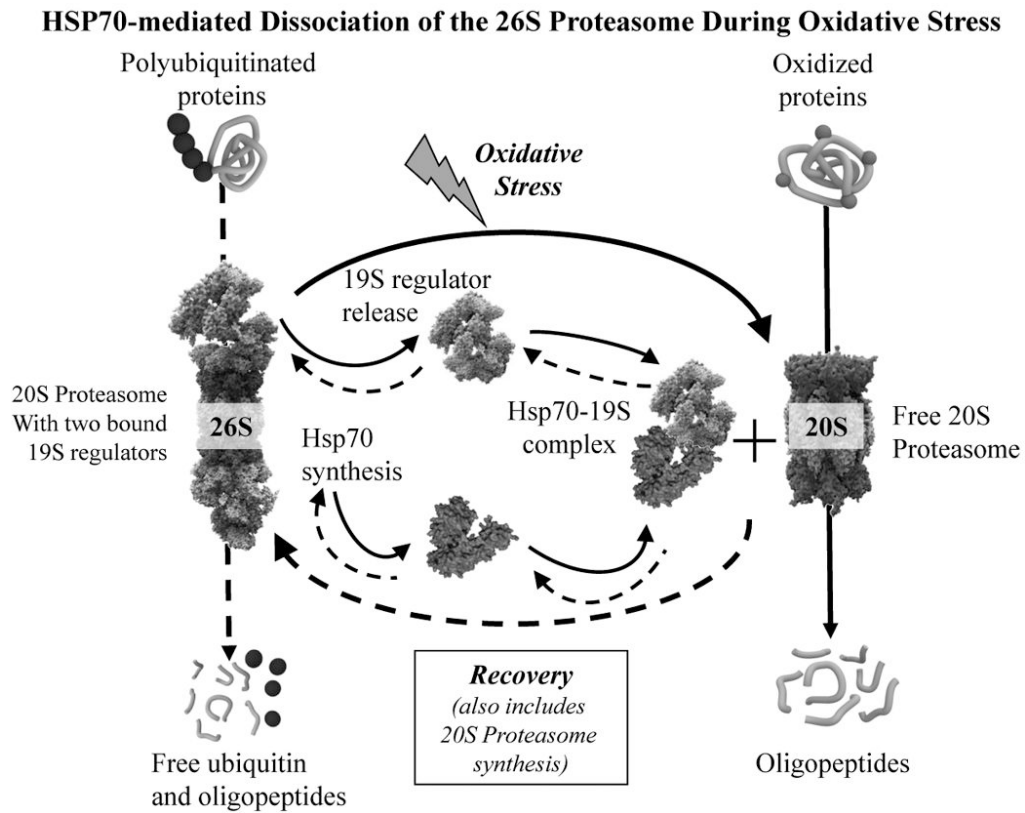 HSP70-mediated Dissociation of the 26S Proteasome During Oxidative Stress
Polyubiquitinated
proteins
Oxidized
proteins
Oxidative
Stress
19S regulator
release
20S Proteasome
With two bound
19S regulators
26S
Hsp70
synthesis
Hsp70-19S
complex
+
20S
Free 20S
Proteasome
Recovery
(also includes
20S Proteasome
synthesis)
Free ubiquitin
and oligopeptides
Oligopeptides